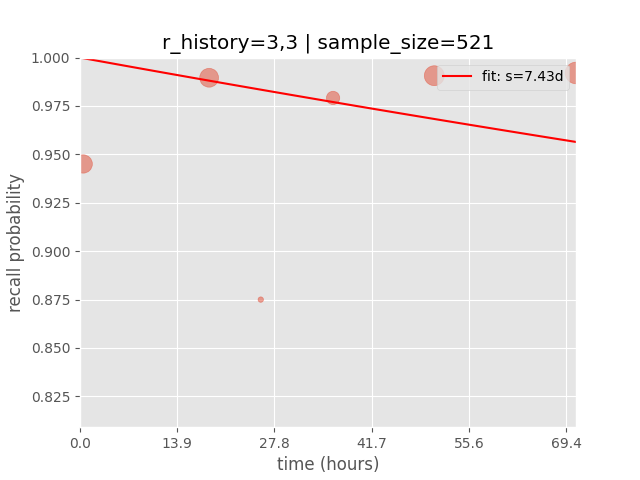 r_history=3,3 | sample_size=521
fit: s=7.43d
1.000
0.975
0.950
0.925
0.900
0.875
0.850
0.825
recall probability
0.0 13.9 27.8 41.7 55.6 69.4
time (hours)